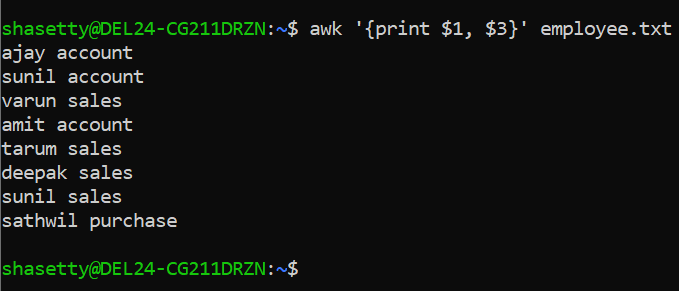 shasetty@DEL24-CG211DRZN:~$ awk '{print $1, $3}' employee.txt
ajay account
sunil account
varun sales
amit account
tarum sales
deepak sales
sunil sales
sathwil purchase
shasetty@DEL24-CG211DRZN:~$